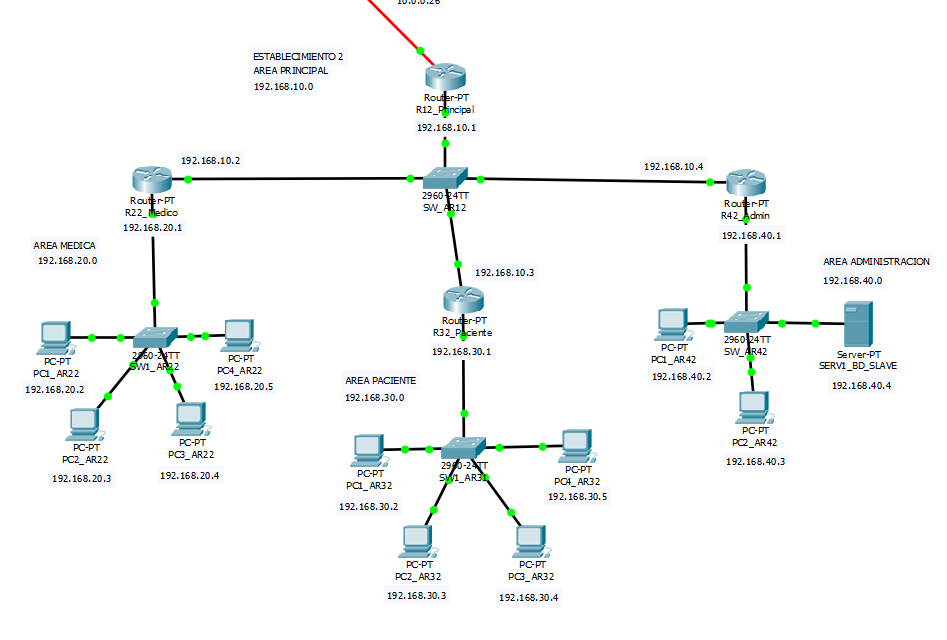 10.0.0.26
ESTABLECIMIENTO 2
AREA PRINCIPAL
192.168.10.0
Router-PT
R12_Principal
192.168.10.1
192.168.10.2
Router-PT
R22_Medico
192.168.20.1
2960-24TT
SW_AR12
192.168.10.4
Router-PT
R42_Admin
192.168.40.1
AREA MEDICA
192.168.20.0
192.168.10.3
Router-PT
R32_Paciente
192.168.30.1
AREA ADMINISTRACION
192.168.40.0
PC-PT
PC1_AR22
192.168.20.2
2960-24TT
SW1_AR22
PC-PT
PC4_AR22
192.168.20.5
PC-PT
PC2_AR22
192.168.20.3
PC-PT
PC3_AR22
192.168.20.4
AREA PACIENTE
192.168.30.0
PC-PT
PC1_AR42
192.168.40.2
2960-24TT
SW_AR42
Server-PT
SERV1_BD_SLAVE
192.168.40.4
PC-PT
PC2_AR42
192.168.40.3
PC-PT
PC1_AR32
192.168.30.2
2960-24TT
PC-PT
PC4_AR32
192.168.30.5
PC-PT
PC2_AR32
192.168.30.3
PC-PT
PC3_AR32
192.168.30.4